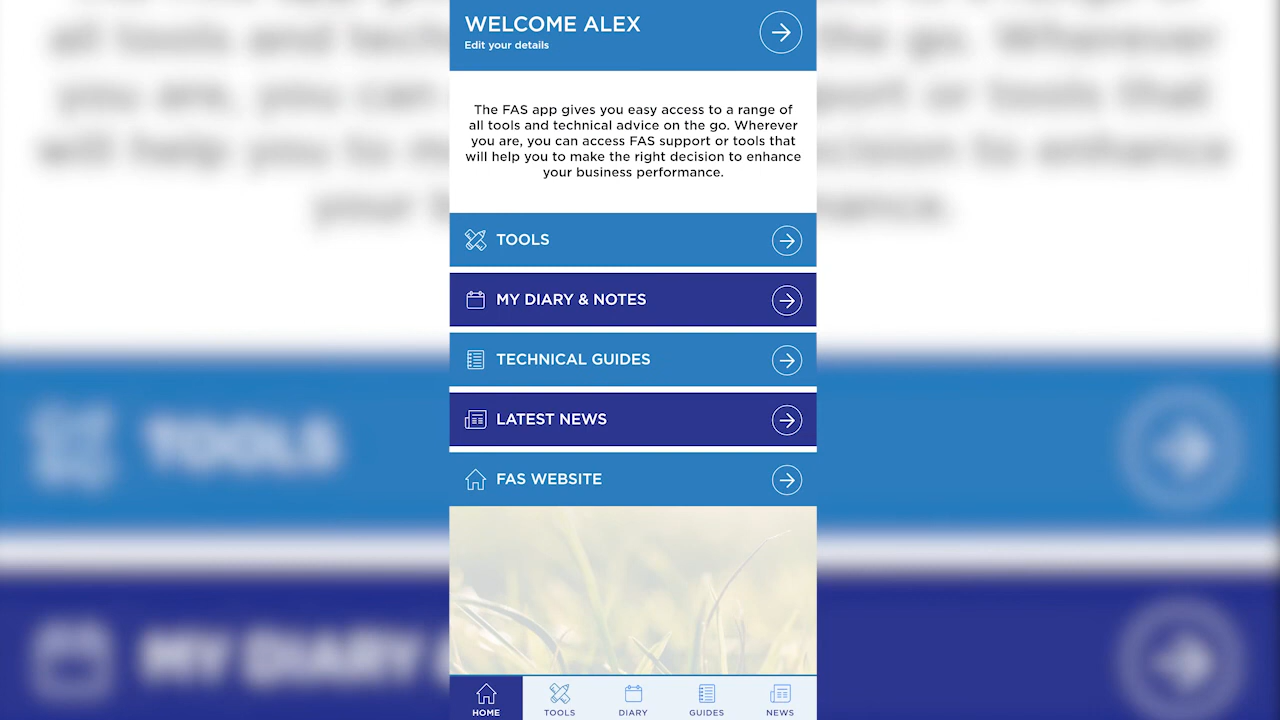 WELCOME ALEX
Edit your details
The FAS app gives you easy access to a range of
all tools and technical advice on the go. Wherever
you are, you can access FAS support or tools that
will help you to make the right decision to enhance
your business performance.
TOOLS
MY DIARY & NOTES
TECHNICAL GUIDES
LATEST NEWS
FAS WEBSITE
HOME
TOOLS
DIARY
GUIDES
NEWS